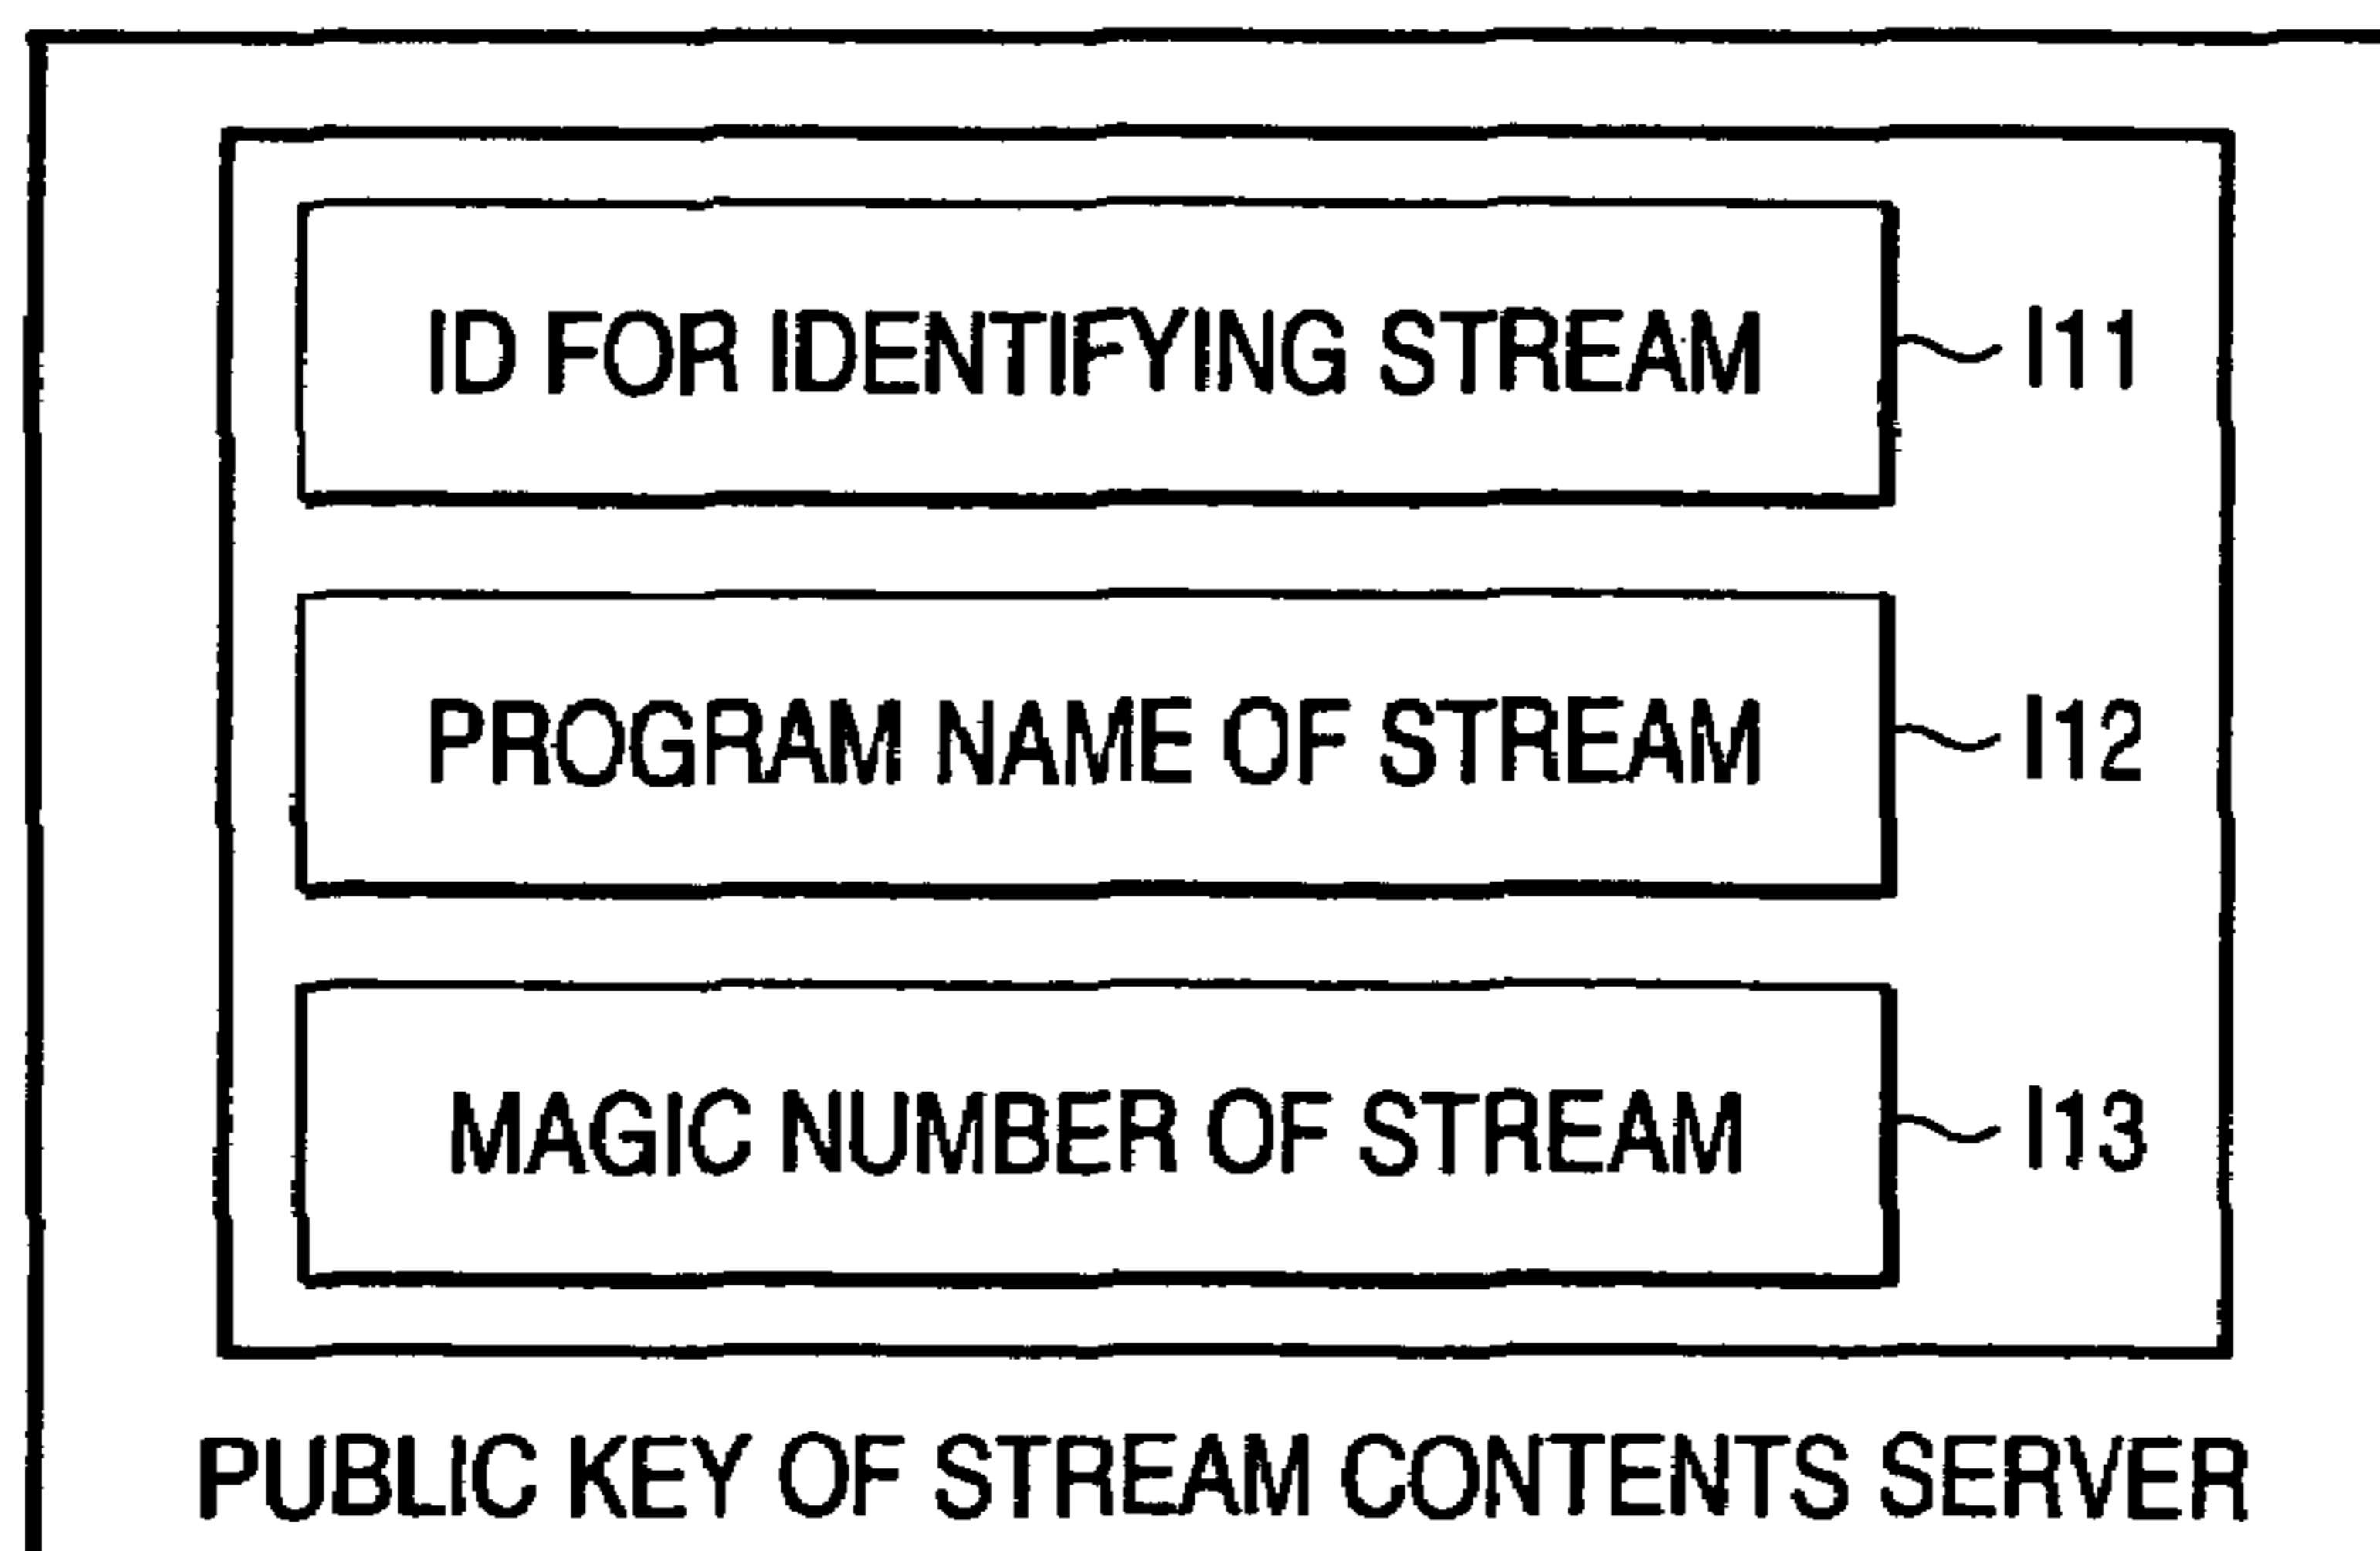 ID FOR IDENTIFYING STREAM I11
PROGRAM NAME OF STREAM I12
MAGIC NUMBER OF STREAM I13
PUBLIC KEY OF STREAM CONTENTS SERVER